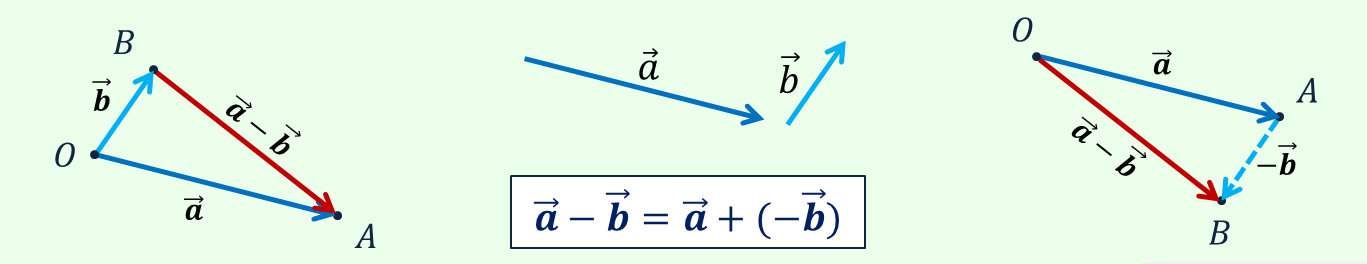 B
b⃗
a⃗ − b⃗
O
a⃗
A
a⃗
b⃗
a⃗ − b⃗ = a⃗ + (−b⃗)
O
a⃗
A
a⃗ − b⃗
−b⃗
B